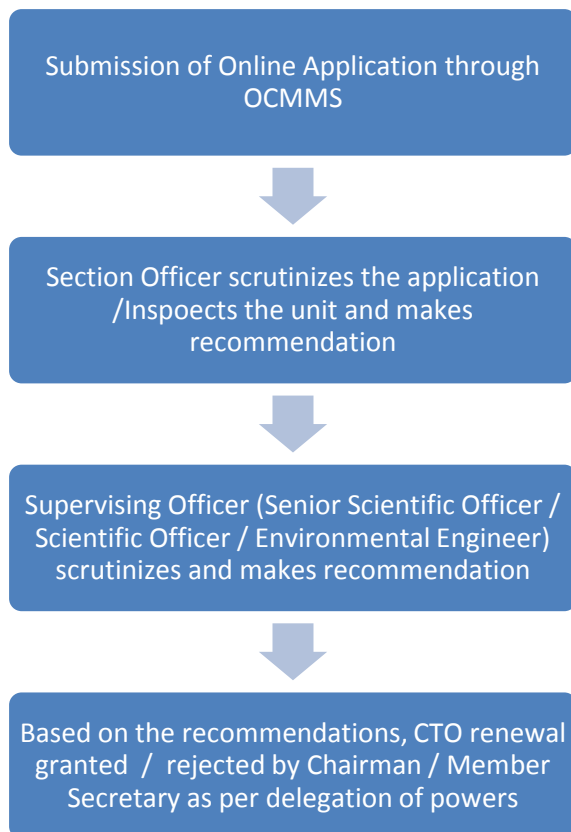 Submission of Online Application through
OCMMS
Section Officer scrutinizes the application
/Inspoects the unit and makes
recommendation
Supervising Officer (Senior Scientific Officer /
Scientific Officer / Environmental Engineer)
scrutinizes and makes recommendation
Based on the recommendations, CTO renewal
granted / rejected by Chairman / Member
Secretary as per delegation of powers